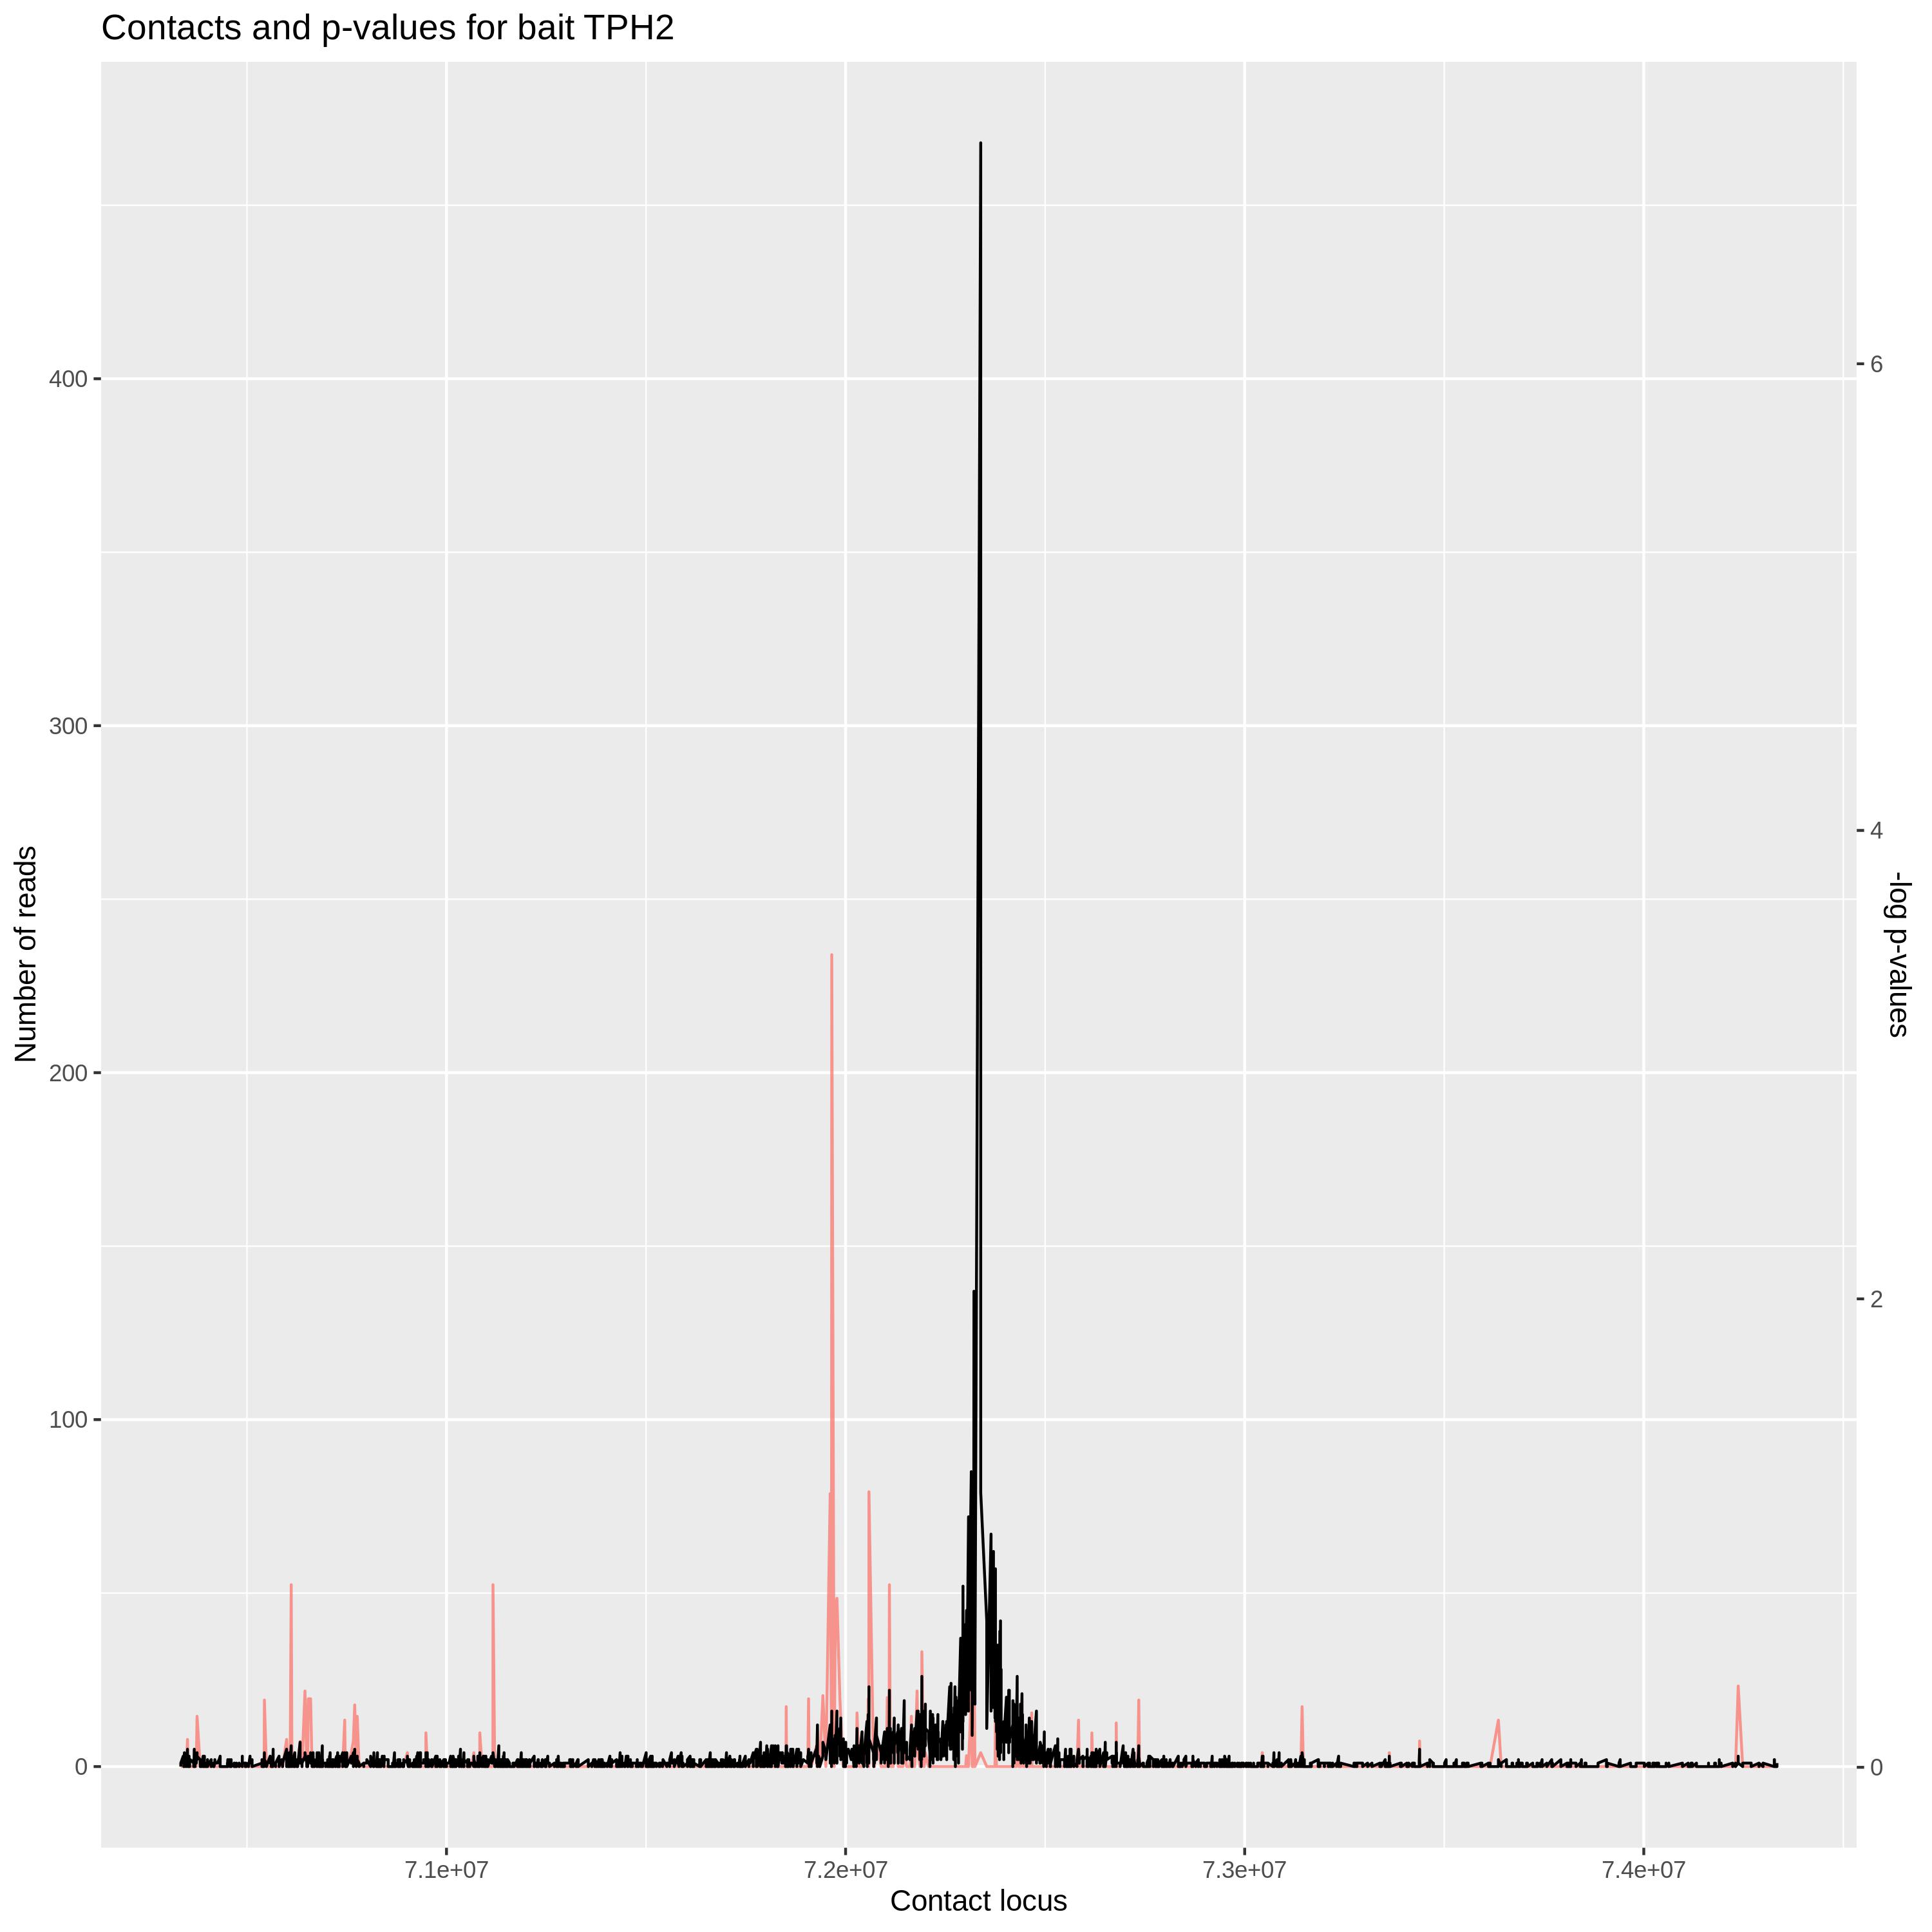 Contacts and p-values for bait TPH2
Number of reads
400
300
200
100
0
6
4
2
0
-log p-values
7.1e+07 7.2e+07 7.3e+07 7.4e+07
Contact locus